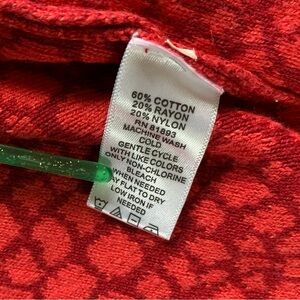 60% COTTON
20% RAYON
20% NYLON
RN 81893
MACHINE WASH
COLD
GENTLE CYCLE
WITH LIKE COLORS
ONLY NON-CHLORINE
BLEACH
WHEN NEEDED
LAY FLAT TO DRY
LOW IRON IF
NEEDED